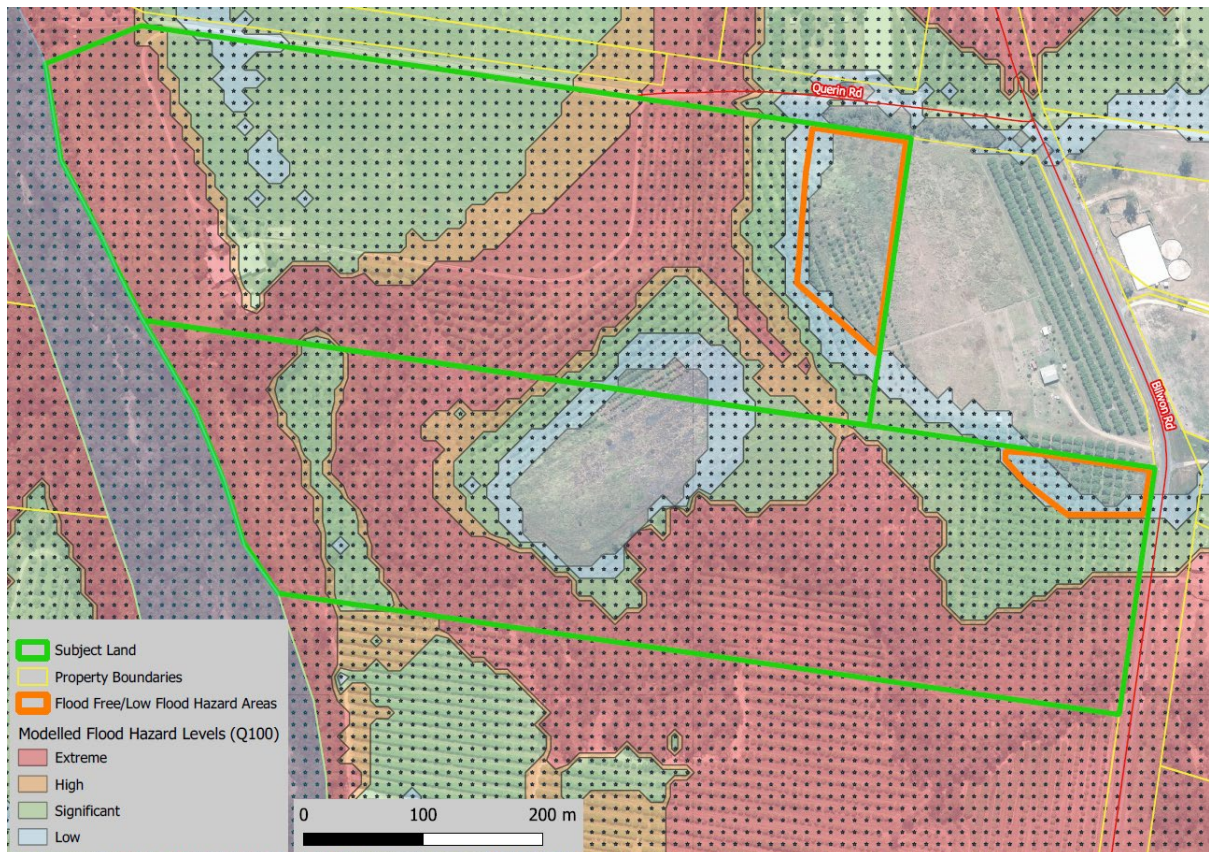 Querin Rd
Bilwon Rd
Subject Land
Property Boundaries
Flood Free/Low Flood Hazard Areas
Modelled Flood Hazard Levels (Q100)
Extreme
High
Significant
Low
0 100 200 m